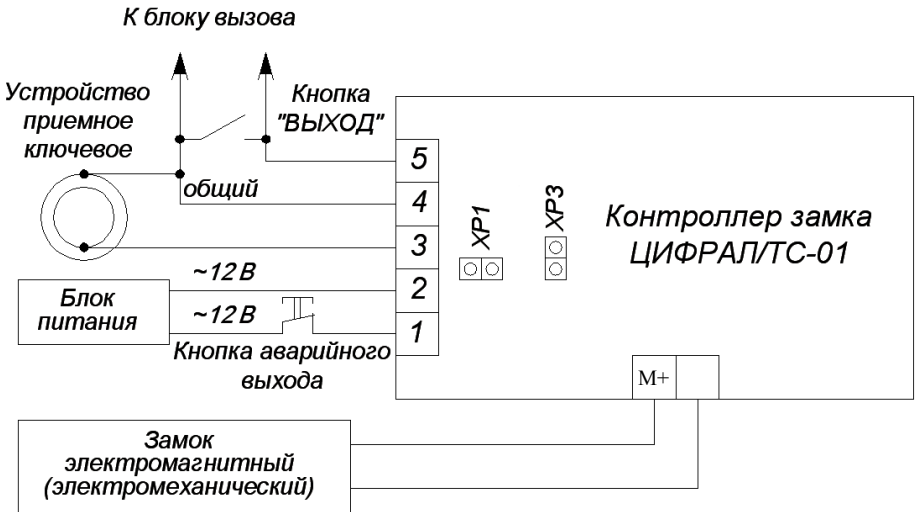 К блоку вызова
Устройство
приемное
ключевое
Кнопка
"ВЫХОД"
общий
5
4
3
2
1
XP1
XP3
Контроллер замка
ЦИФРАЛ/ТС-01
~12 В
~12 В
Блок
питания
Кнопка аварийного
выхода
М+
Замок
электромагнитный
(электромеханический)